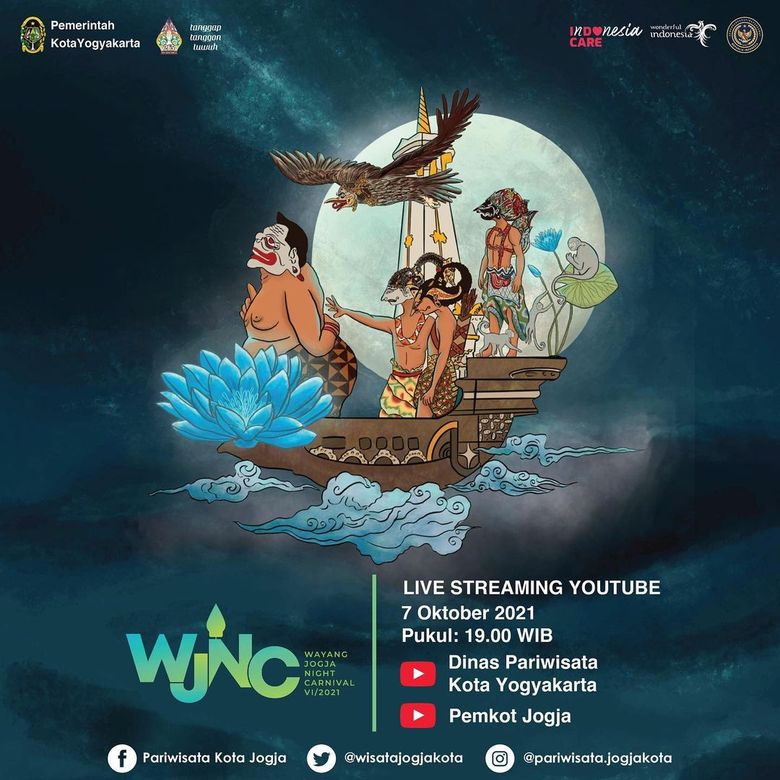 Pemerintah
KotaYogyakarta
tanggap
tanggon
tuwuh
INDONESIA
CARE
wonderful
indonesia
LIVE STREAMING YOUTUBE
7 Oktober 2021
Pukul: 19.00 WIB
Dinas Pariwisata
Kota Yogyakarta
Pemkot Jogja
WJNC
WAYANG
JOGJA
NIGHT
CARNIVAL
VI/2021
Pariwisata Kota Jogja
@wisatajogjakota
@pariwisata.jogjakota